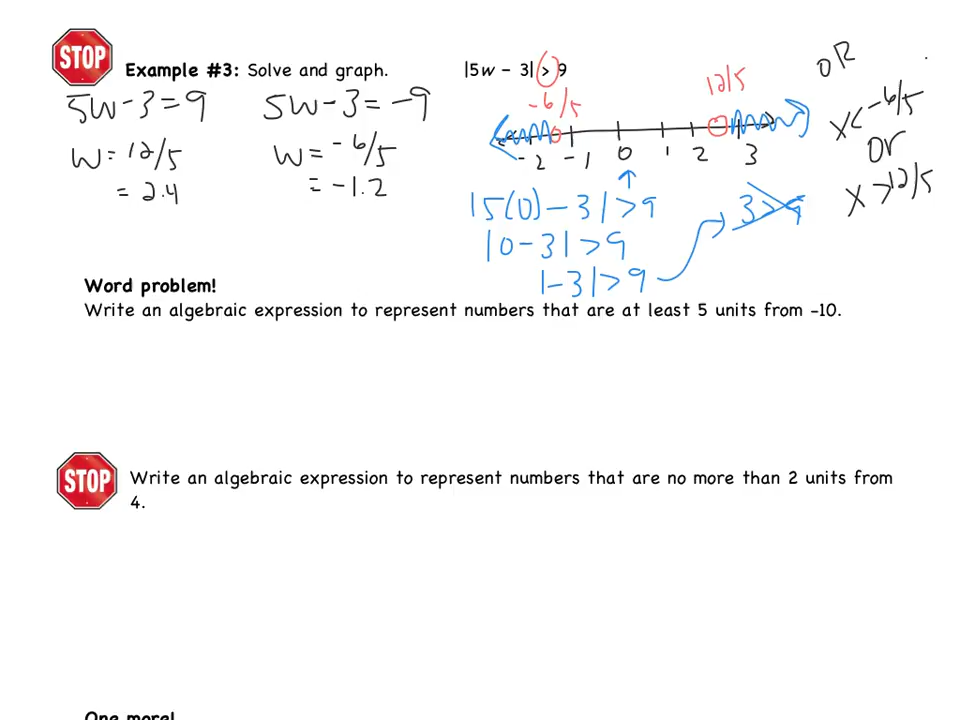 STOP
Example #3: Solve and graph. |5w – 3| > 9
5w-3=9 5w-3=-9
w=12/5 w=-6/5
=2.4 =-1.2
-6/5 12/5
-2 -1 0 1 2 3
|5(0)-3|>9
|0-3|>9
|-3|>9
3>9
OR
x<-6/5
or
x>12/5
Word problem!
Write an algebraic expression to represent numbers that are at least 5 units from –10.
STOP
Write an algebraic expression to represent numbers that are no more than 2 units from
4.
One more!